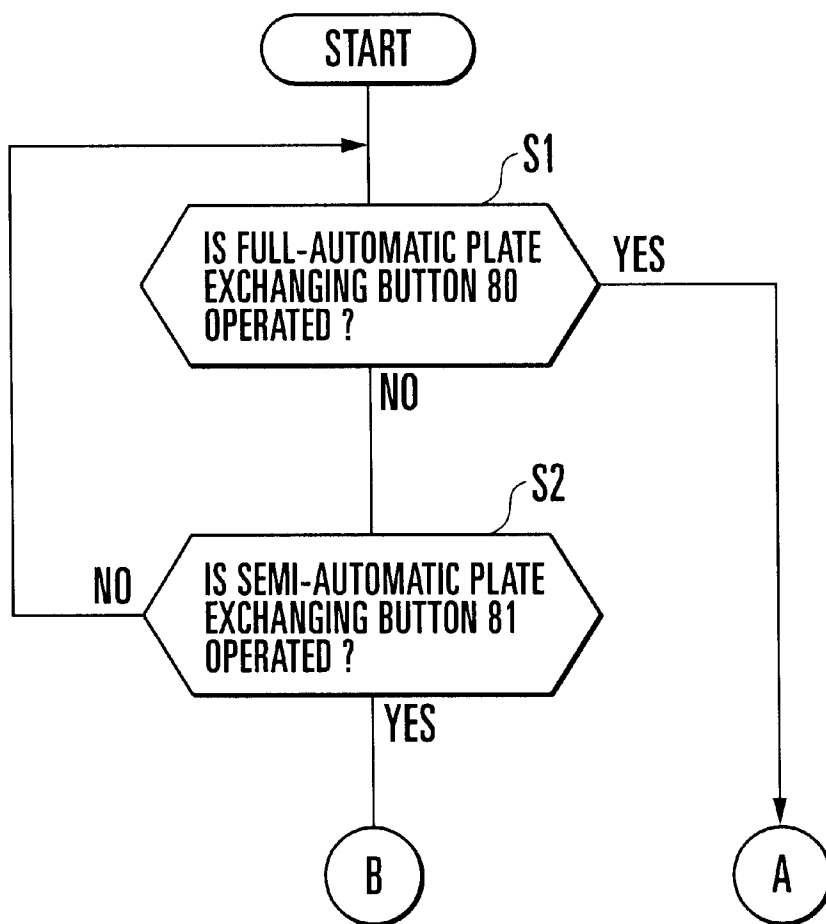 START
S1
IS FULL-AUTOMATIC PLATE
EXCHANGING BUTTON 80
OPERATED ?
YES
NO
S2
NO
IS SEMI-AUTOMATIC PLATE
EXCHANGING BUTTON 81
OPERATED ?
YES
B
A